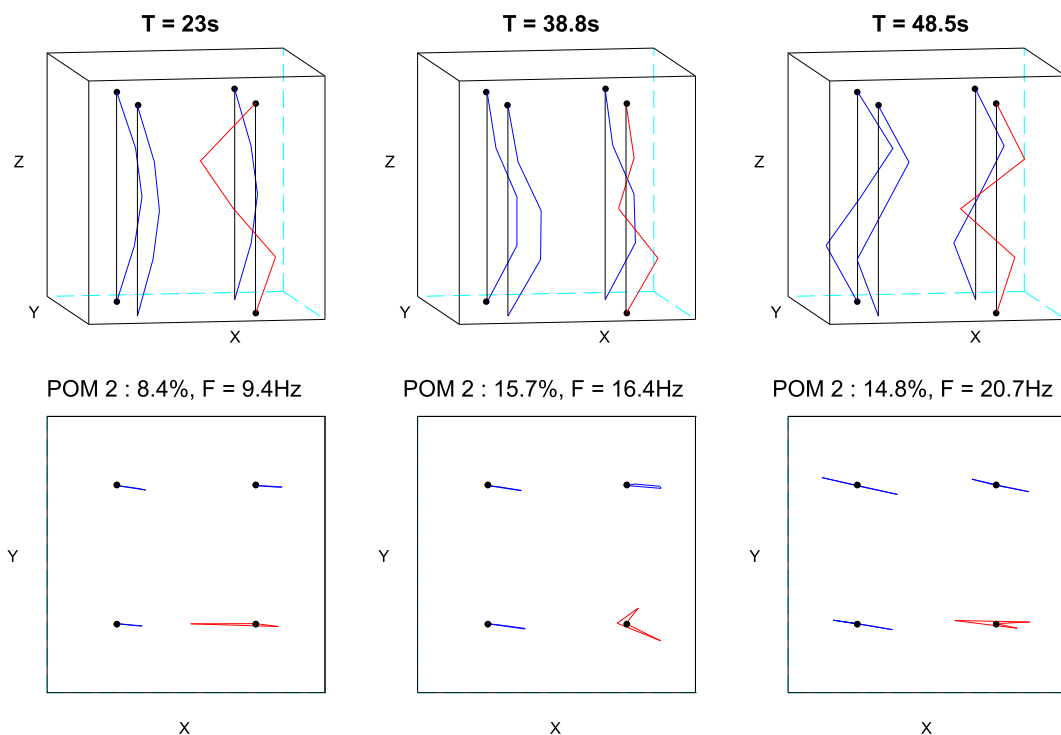 T = 23s
T = 38.8s
T = 48.5s
Z
Z
Y
X
Y
X
Y
X
POM 2 : 8.4%, F = 9.4Hz
POM 2 : 15.7%, F = 16.4Hz
POM 2 : 14.8%, F = 20.7Hz
Y
Y
Y
X
X
X